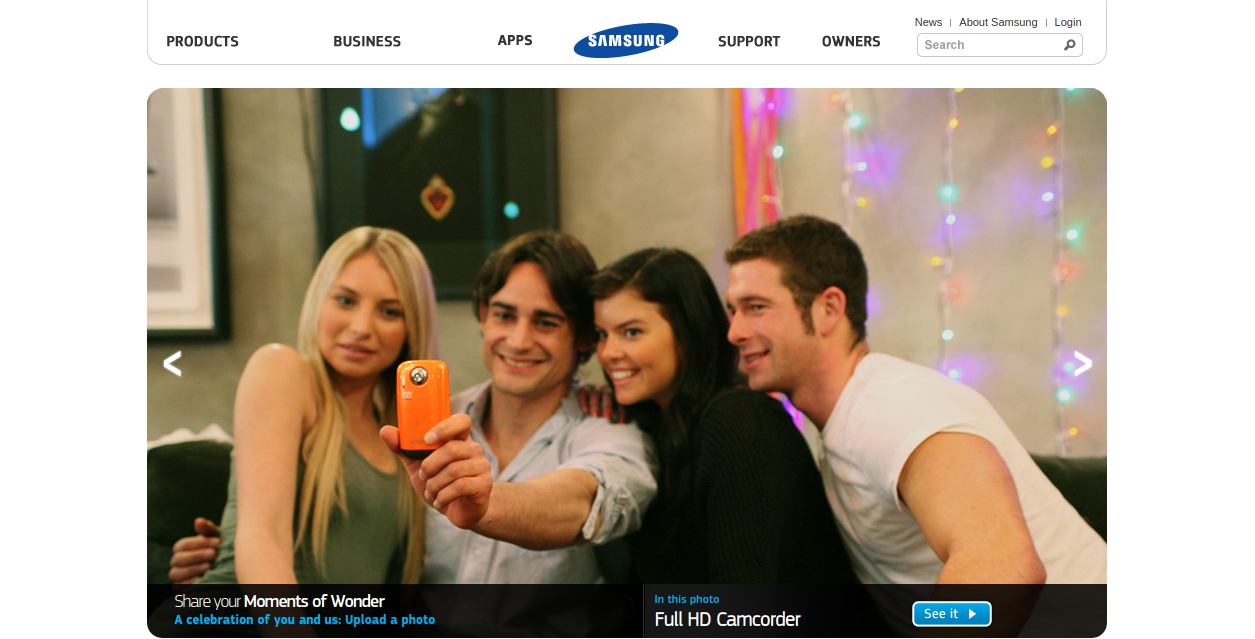 News | About Samsung | Login
PRODUCTS BUSINESS APPS SAMSUNG SUPPORT OWNERS
Search
Share your Moments of Wonder
A celebration of you and us: Upload a photo
In this photo
Full HD Camcorder
See it